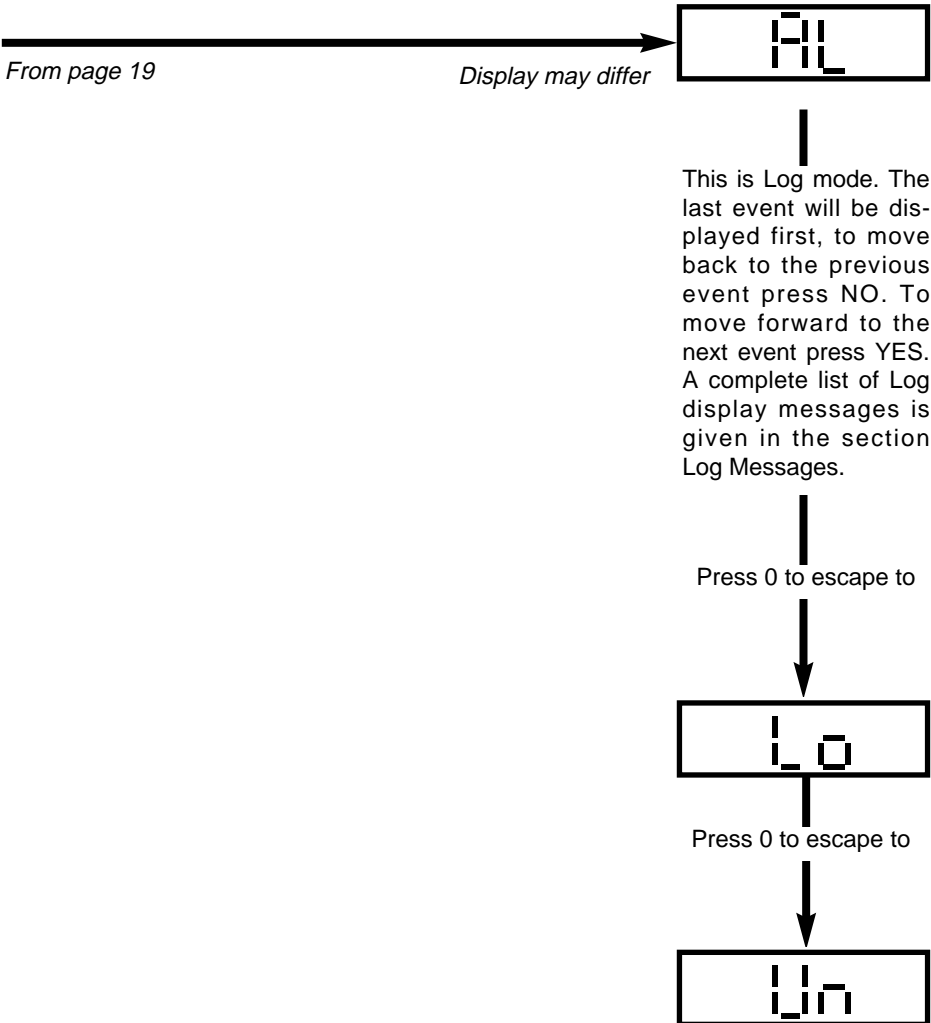 AL
From page 19
Display may differ
This is Log mode. The
last event will be dis-
played first, to move
back to the previous
event press NO. To
move forward to the
next event press YES.
A complete list of Log
display messages is
given in the section
Log Messages.
Press 0 to escape to
Lo
Press 0 to escape to
Un